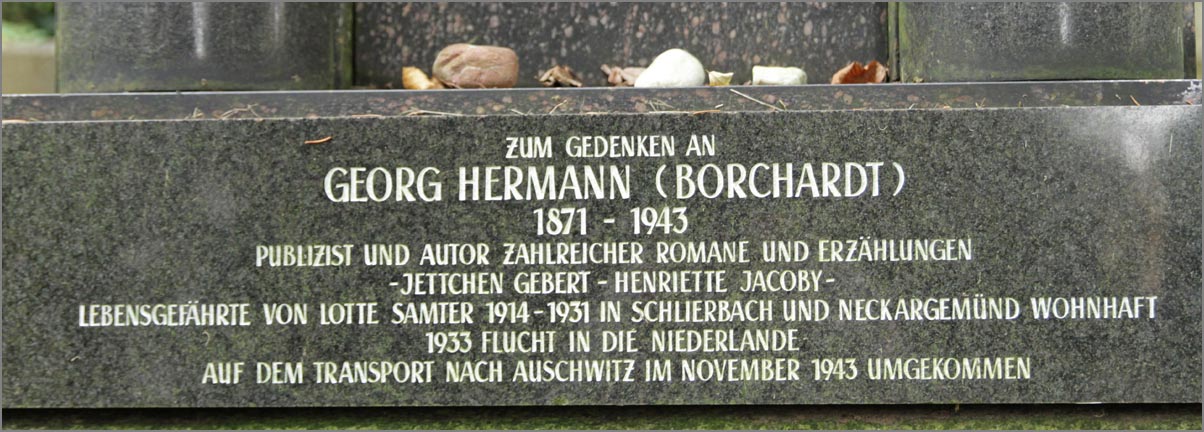 ZUM GEDENKEN AN
GEORG HERMANN (BORCHARDT)
1871 - 1943
PUBLIZIST UND AUTOR ZAHLREICHER ROMANE UND ERZÄHLUNGEN
-JETTCHEN GEBERT - HENRIETTE JACOBY-
LEBENSGEFÄHRTE VON LOTTE SAMTER 1914-1931 IN SCHLIERBACH UND NECKARGEMÜND WOHNHAFT
1933 FLUCHT IN DIE NIEDERLANDE
AUF DEM TRANSPORT NACH AUSCHWITZ IM NOVEMBER 1943 UMGEKOMMEN